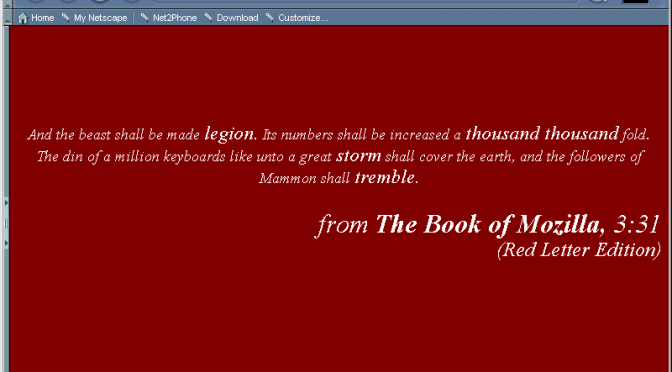 Home My Netscape Net2Phone Download Customize...
And the beast shall be made legion. Its numbers shall be increased a thousand thousand fold.
The din of a million keyboards like unto a great storm shall cover the earth, and the followers of
Mammon shall tremble.
from The Book of Mozilla, 3:31
(Red Letter Edition)